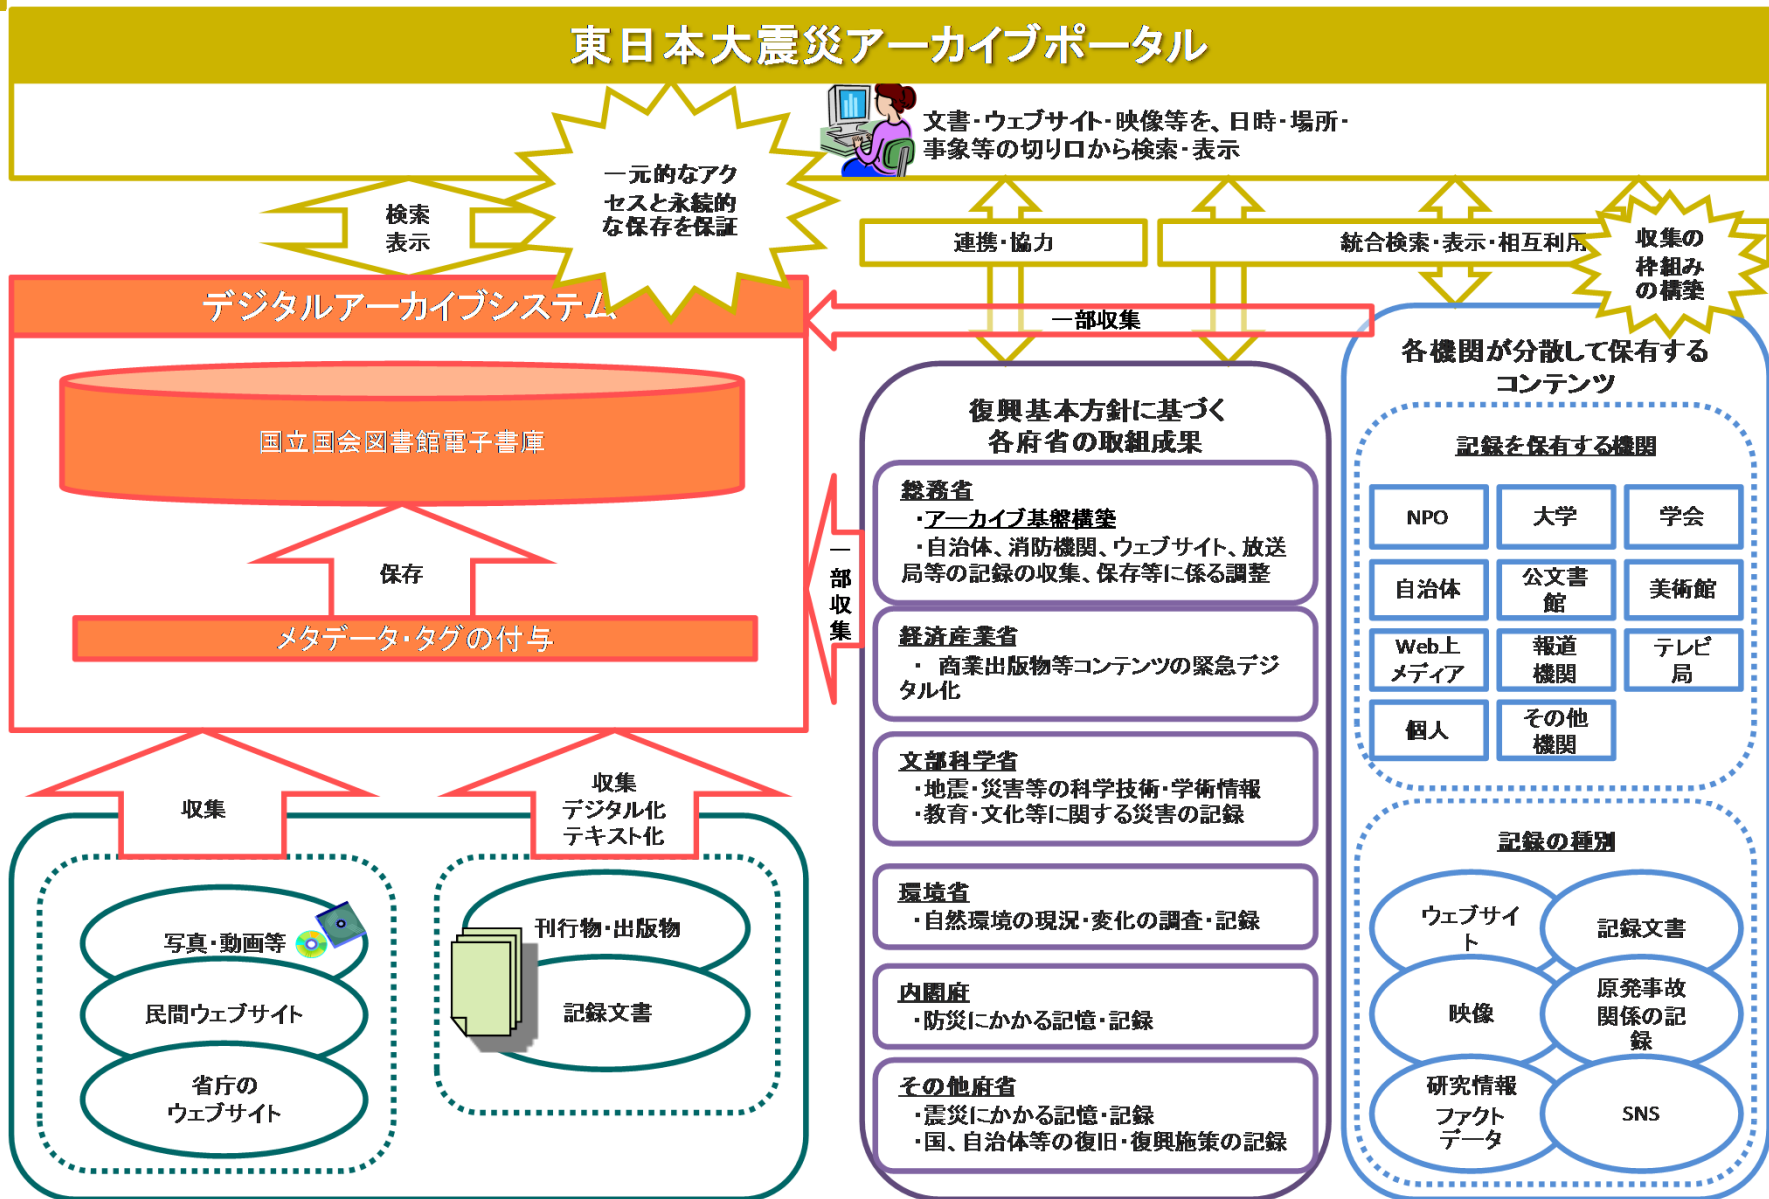 東日本大震災アーカイブポータル
文書・ウェブサイト・映像等を、日時・場所・
事象等の切り口から検索・表示
一元的なアク
セスと永続的
な保存を保証
検索
表示
連携・協力
統合検索・表示・相互利用
収集の
枠組み
の構築
デジタルアーカイブシステム
一部収集
国立国会図書館電子書庫
保存
メタデータ・タグの付与
一
部
収
集
収集
収集
デジタル化
テキスト化
写真・動画等
民間ウェブサイト
省庁の
ウェブサイト
刊行物・出版物
記録文書
復興基本方針に基づく
各府省の取組成果
総務省
・アーカイブ基盤構築
・自治体、消防機関、ウェブサイト、放送
局等の記録の収集、保存等に係る調整
経済産業省
・ 商業出版物等コンテンツの緊急デジ
タル化
文部科学省
・地震・災害等の科学技術・学術情報
・教育・文化等に関する災害の記録
環境省
・自然環境の現況・変化の調査・記録
内閣府
・防災にかかる記憶・記録
その他府省
・震災にかかる記憶・記録
・国、自治体等の復旧・復興施策の記録
各機関が分散して保有する
コンテンツ
記録を保有する機関
NPO
大学
学会
自治体
公文書
館
美術館
Web上
メディア
報道
機関
テレビ
局
個人
その他
機関
記録の種別
ウェブサイ
ト
記録文書
映像
原発事故
関係の記
録
研究情報
ファクト
データ
SNS